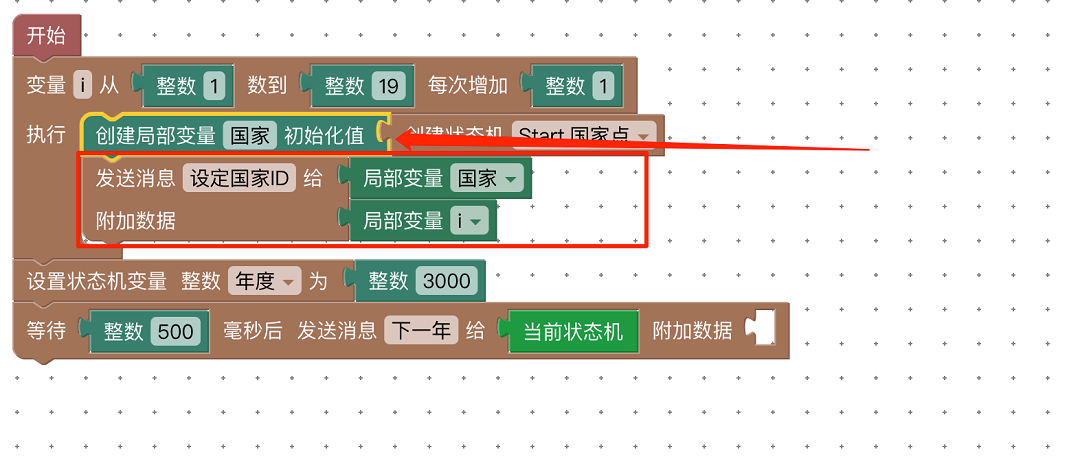 开始
变量 i 从 整数 1 数到 整数 19 每次增加 整数 1
执行 创建局部变量 国家 初始化值 创建状态机 Start.国家点
发送消息 设定国家ID 给 局部变量 国家
附加数据 局部变量 i
设置状态机变量 整数 年度 为 整数 3000
等待 整数 500 毫秒后 发送消息 下一年 给 当前状态机 附加数据